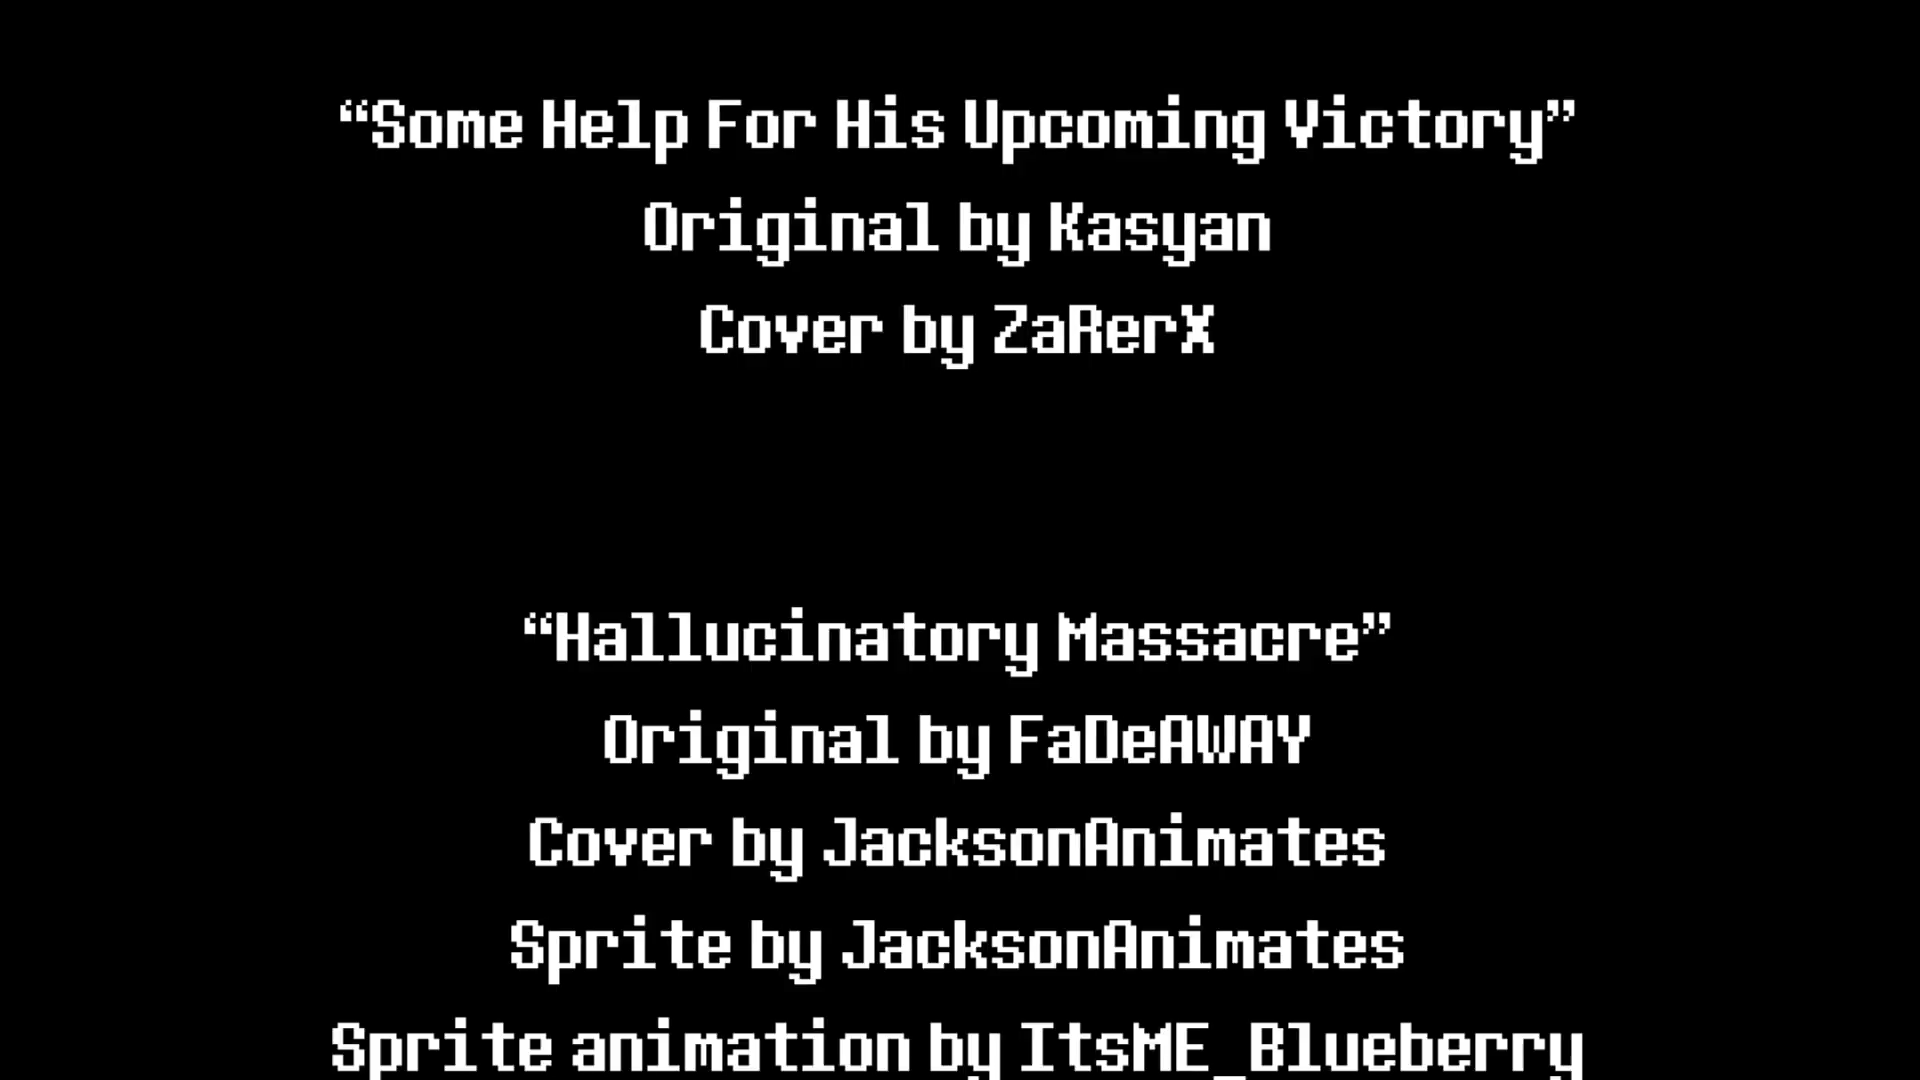 “Some Help For His Upcoming Victory”
Original by Kasyan
Cover by ZaRerX
“Hallucinatory Massacre”
Original by FaDeAWAY
Cover by JacksonAnimates
Sprite by JacksonAnimates
Sprite animation by ItsME_Blueberry